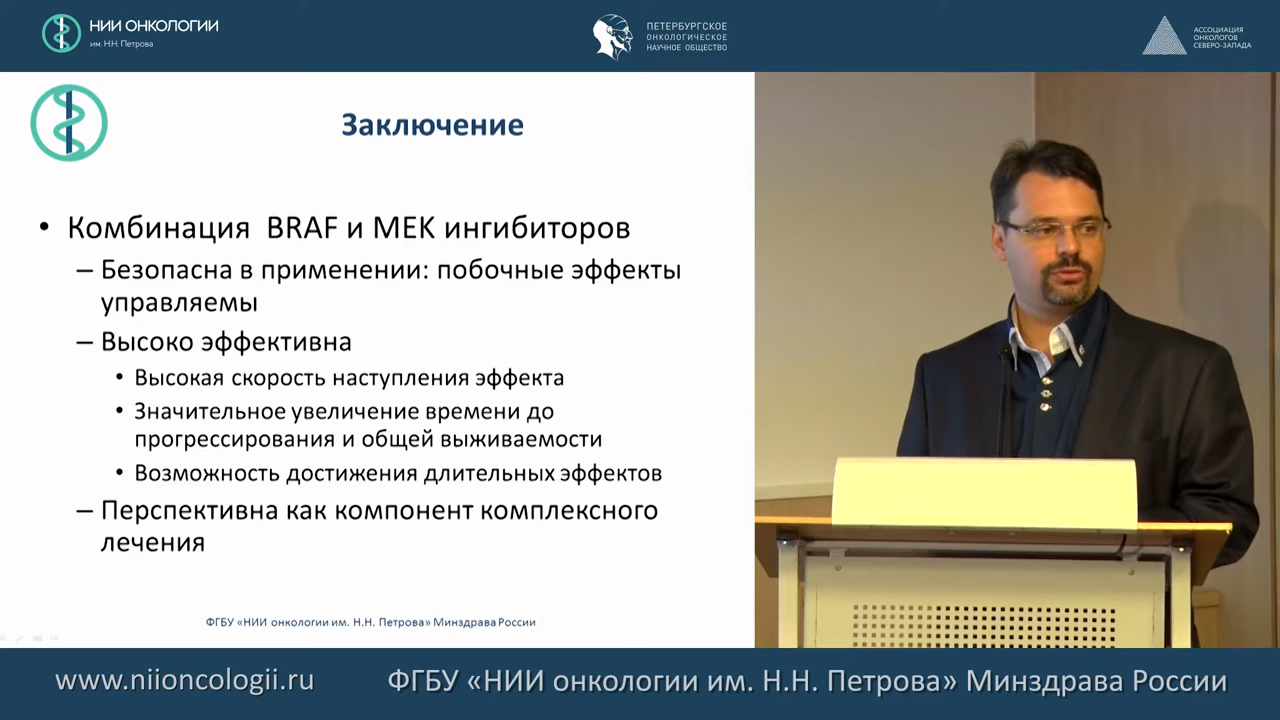 НИИ ОНКОЛОГИИ
им. Н.Н. Петрова
ПЕТЕРБУРГСКОЕ
ОНКОЛОГИЧЕСКОЕ
НАУЧНОЕ ОБЩЕСТВО
АССОЦИАЦИЯ
ОНКОЛОГОВ
СЕВЕРО-ЗАПАДА
Заключение
• Комбинация BRAF и MEK ингибиторов
– Безопасна в применении: побочные эффекты
управляемы
– Высоко эффективна
• Высокая скорость наступления эффекта
• Значительное увеличение времени до
прогрессирования и общей выживаемости
• Возможность достижения длительных эффектов
– Перспективна как компонент комплексного
лечения
ФГБУ «НИИ онкологии им. Н.Н. Петрова» Минздрава России
www.niioncologii.ru
ФГБУ «НИИ онкологии им. Н.Н. Петрова» Минздрава России